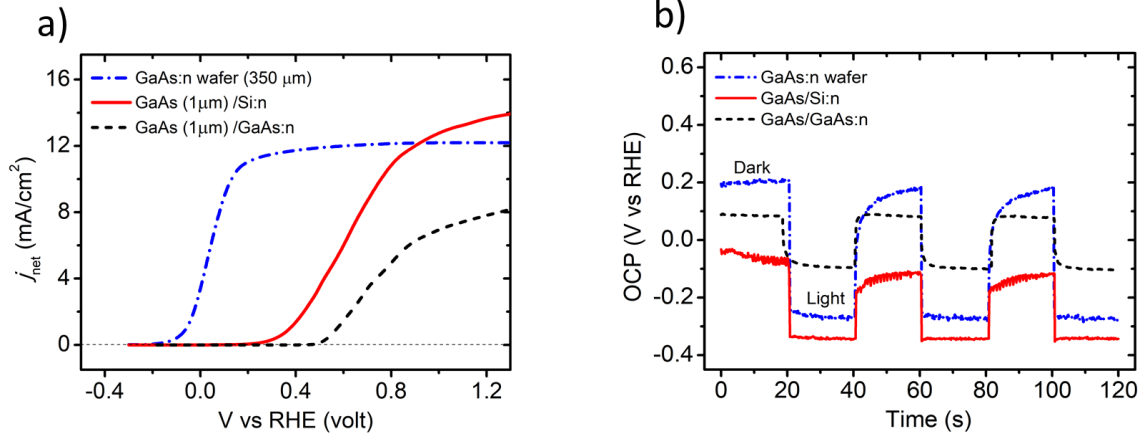 a)
GaAs:n wafer (350 μm)
GaAs (1μm) /Si:n
GaAs (1μm) /GaAs:n
16
12
8
4
0
j_net (mA/cm²)
-0.4 0.0 0.4 0.8 1.2
V vs RHE (volt)
b)
GaAs:n wafer
GaAs/Si:n
GaAs/GaAs:n
Dark
Light
0.6
0.4
0.2
0.0
-0.2
-0.4
OCP (V vs RHE)
0 20 40 60 80 100 120
Time (s)